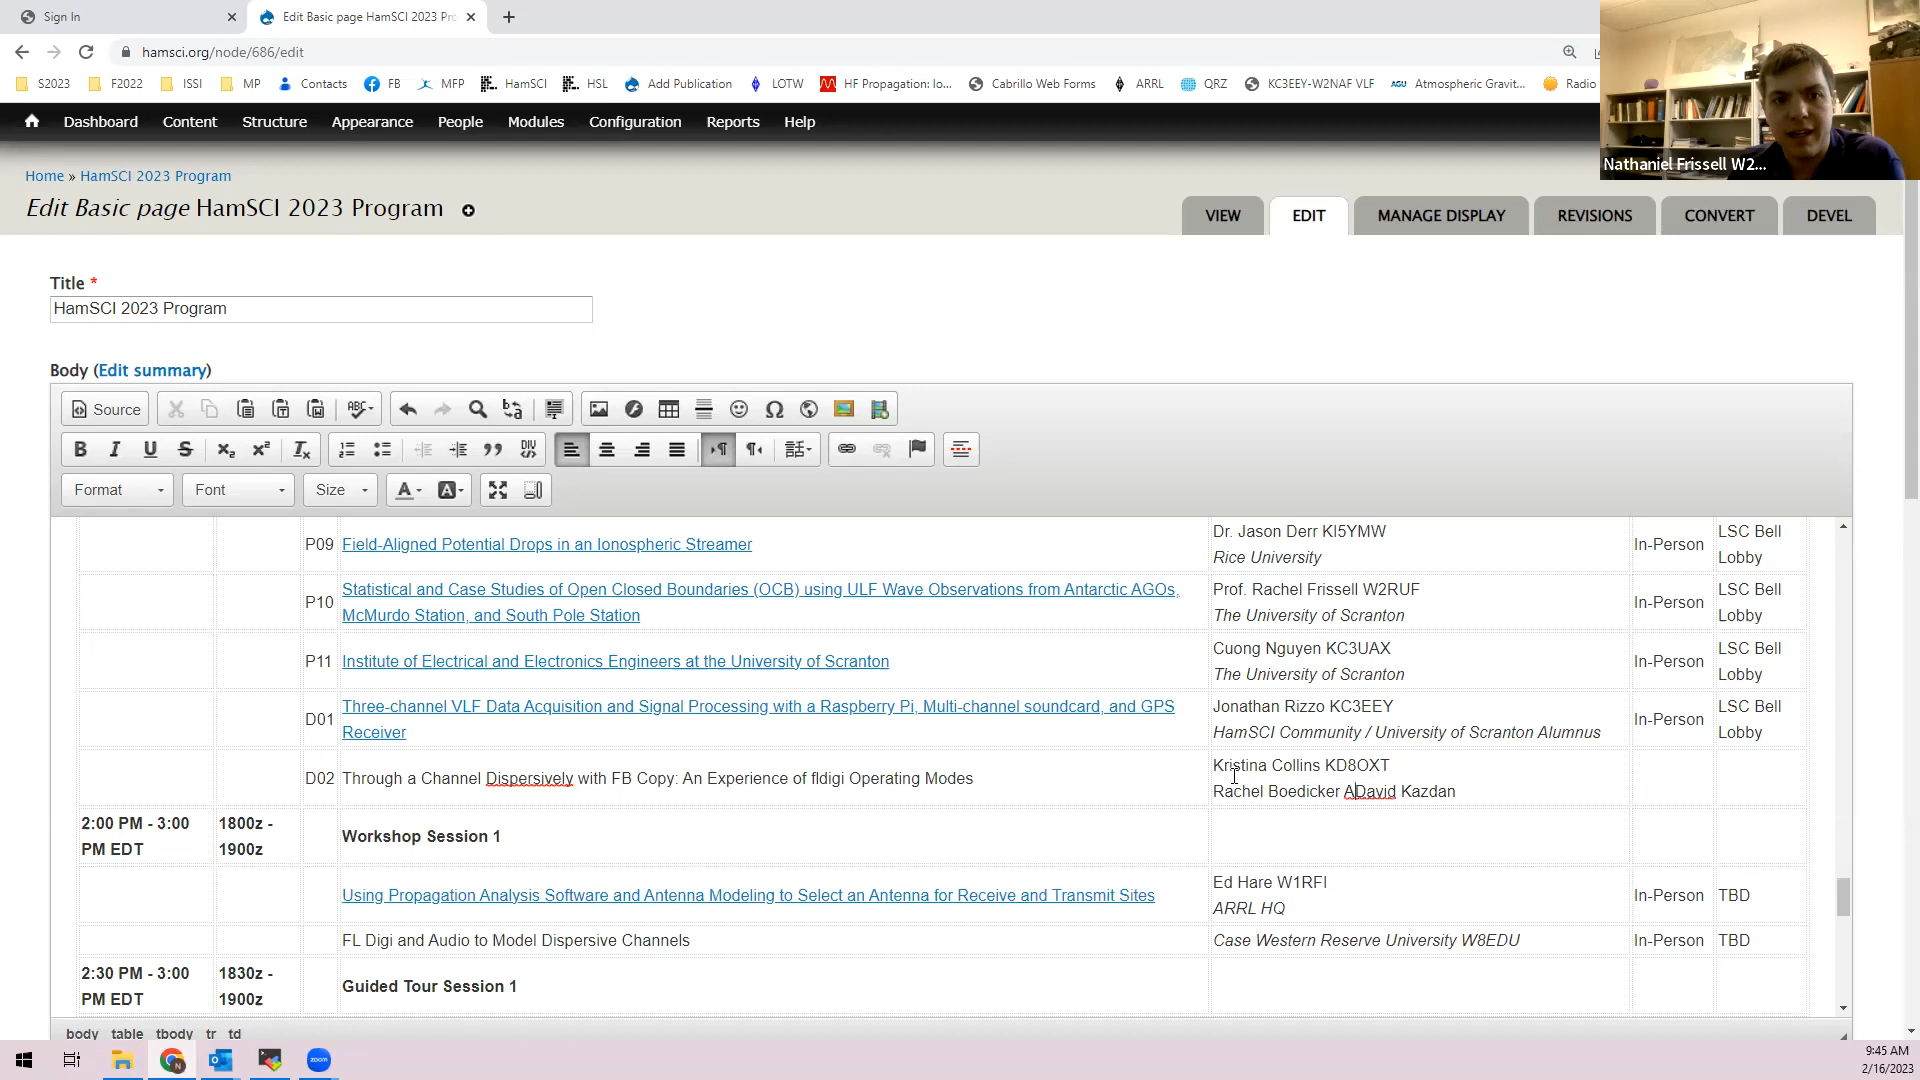 Sign In
Edit Basic page HamSCI 2023 Pr
hamsci.org/node/686/edit
S2023
F2022
ISSI
MP
Contacts
FB
MFP
HamSCI
HSL
Add Publication
LOTW
HF Propagation: Io...
Cabrillo Web Forms
ARRL
QRZ
KC3EEY-W2NAF VLF
AGU
Atmospheric Gravit...
Radio
Nathaniel Frissell W2...
Dashboard
Content
Structure
Appearance
People
Modules
Configuration
Reports
Help
Home » HamSCI 2023 Program
Edit Basic page HamSCI 2023 Program
VIEW
EDIT
MANAGE DISPLAY
REVISIONS
CONVERT
DEVEL
Title *
HamSCI 2023 Program
Body (Edit summary)
Source
ABC
B I U S
DIV
Format
Font
Size
P09
Field-Aligned Potential Drops in an Ionospheric Streamer
Dr. Jason Derr KI5YMW
Rice University
In-Person
LSC Bell
Lobby
P10
Statistical and Case Studies of Open Closed Boundaries (OCB) using ULF Wave Observations from Antarctic AGOs,
McMurdo Station, and South Pole Station
Prof. Rachel Frissell W2RUF
The University of Scranton
In-Person
LSC Bell
Lobby
P11
Institute of Electrical and Electronics Engineers at the University of Scranton
Cuong Nguyen KC3UAX
The University of Scranton
In-Person
LSC Bell
Lobby
D01
Three-channel VLF Data Acquisition and Signal Processing with a Raspberry Pi, Multi-channel soundcard, and GPS
Receiver
Jonathan Rizzo KC3EEY
HamSCI Community / University of Scranton Alumnus
In-Person
LSC Bell
Lobby
D02
Through a Channel Dispersively with FB Copy: An Experience of fldigi Operating Modes
Kristina Collins KD8OXT
Rachel Boedicker ADavid Kazdan
2:00 PM - 3:00
PM EDT
1800z -
1900z
Workshop Session 1
Using Propagation Analysis Software and Antenna Modeling to Select an Antenna for Receive and Transmit Sites
Ed Hare W1RFI
ARRL HQ
In-Person
TBD
FL Digi and Audio to Model Dispersive Channels
Case Western Reserve University W8EDU
In-Person
TBD
2:30 PM - 3:00
PM EDT
1830z -
1900z
Guided Tour Session 1
body table tbody tr td
zoom
9:45 AM
2/16/2023